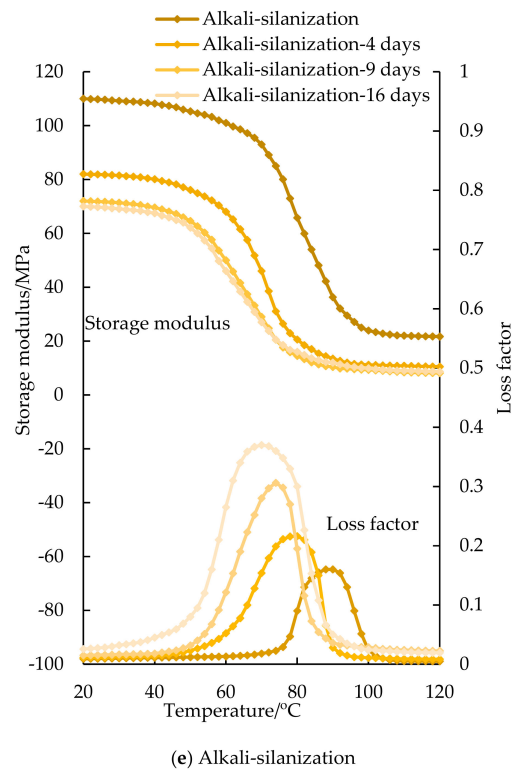 Alkali-silanization
Alkali-silanization-4 days
Alkali-silanization-9 days
Alkali-silanization-16 days
120
100
80
60
40
20
0
-20
-40
-60
-80
-100
Storage modulus/MPa
1
0.9
0.8
0.7
0.6
0.5
0.4
0.3
0.2
0.1
0
Loss factor
Storage modulus
Loss factor
20 40 60 80 100 120
Temperature/°C
(e) Alkali-silanization